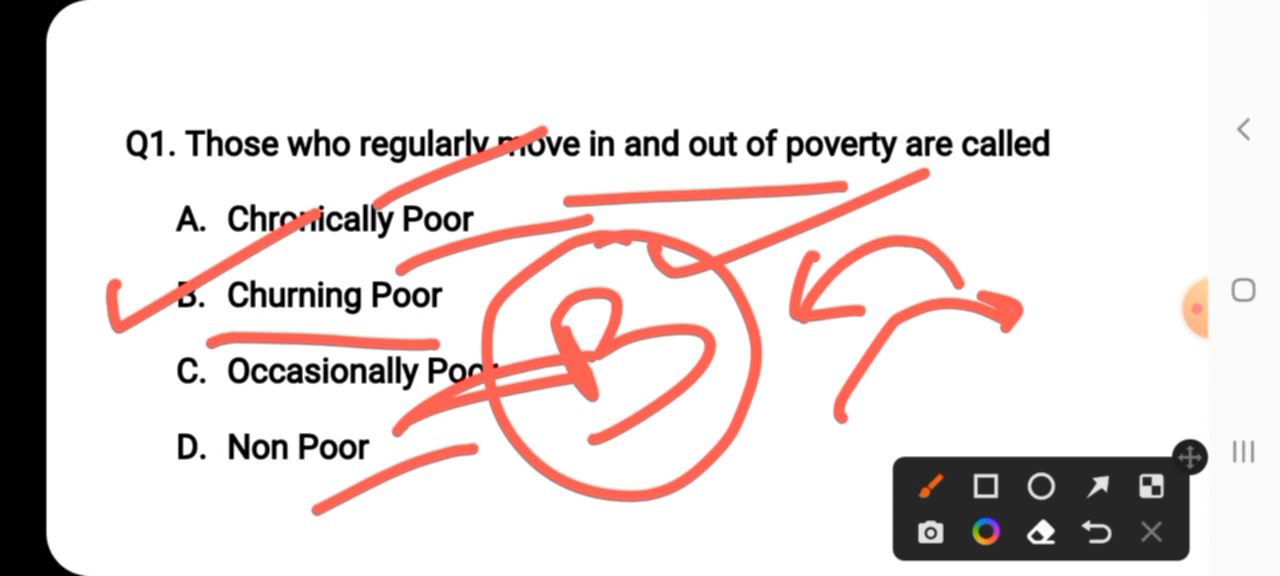 Q1. Those who regularly move in and out of poverty are called
A. Chronically Poor
B. Churning Poor
B
C. Occasionally Poor
D. Non Poor